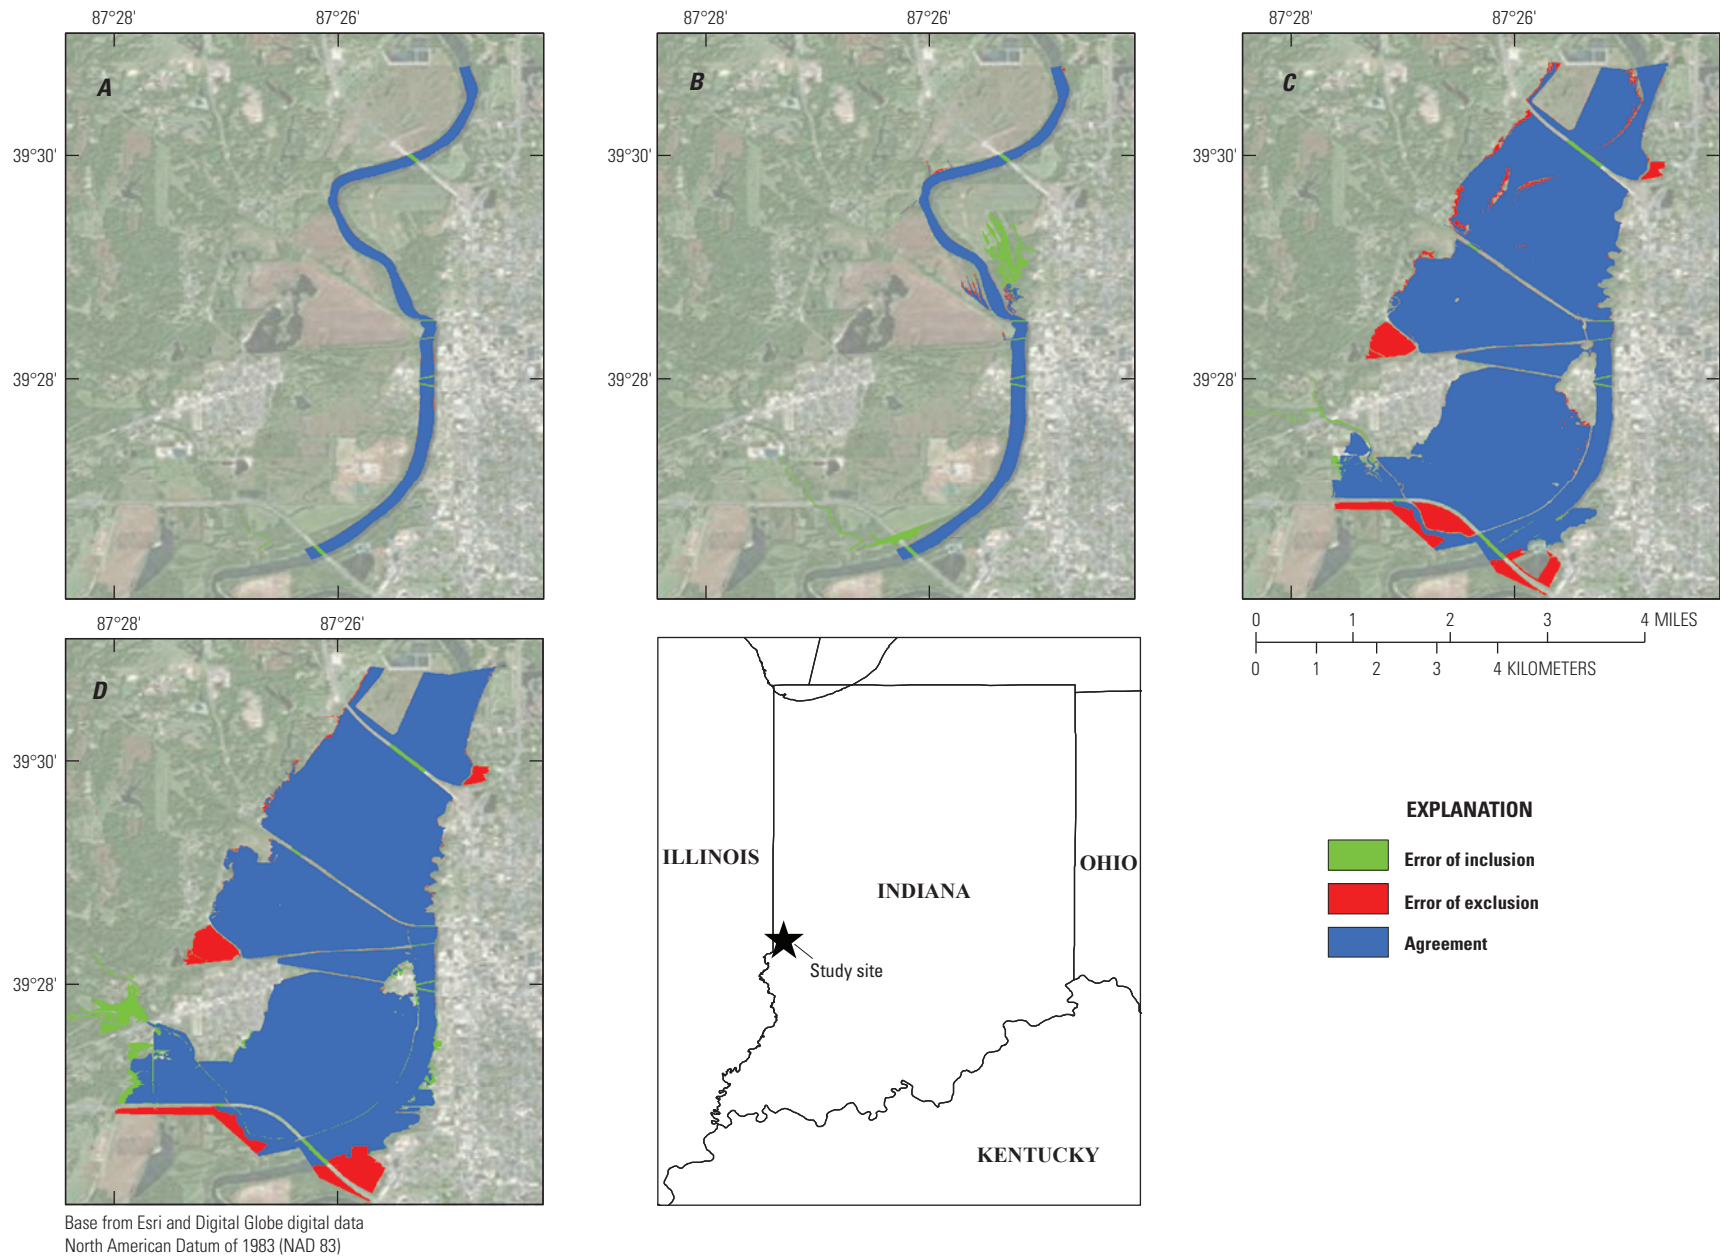 87°28'
87°26'
87°28'
87°26'
87°28'
87°26'
A
B
C
39°30'
39°30'
39°30'
39°28'
39°28'
39°28'
0 1 2 3 4 MILES
0 1 2 3 4 KILOMETERS
87°28'
87°26'
D
39°30'
39°28'
ILLINOIS
INDIANA
OHIO
Study site
KENTUCKY
EXPLANATION
Error of inclusion
Error of exclusion
Agreement
Base from Esri and Digital Globe digital data
North American Datum of 1983 (NAD 83)